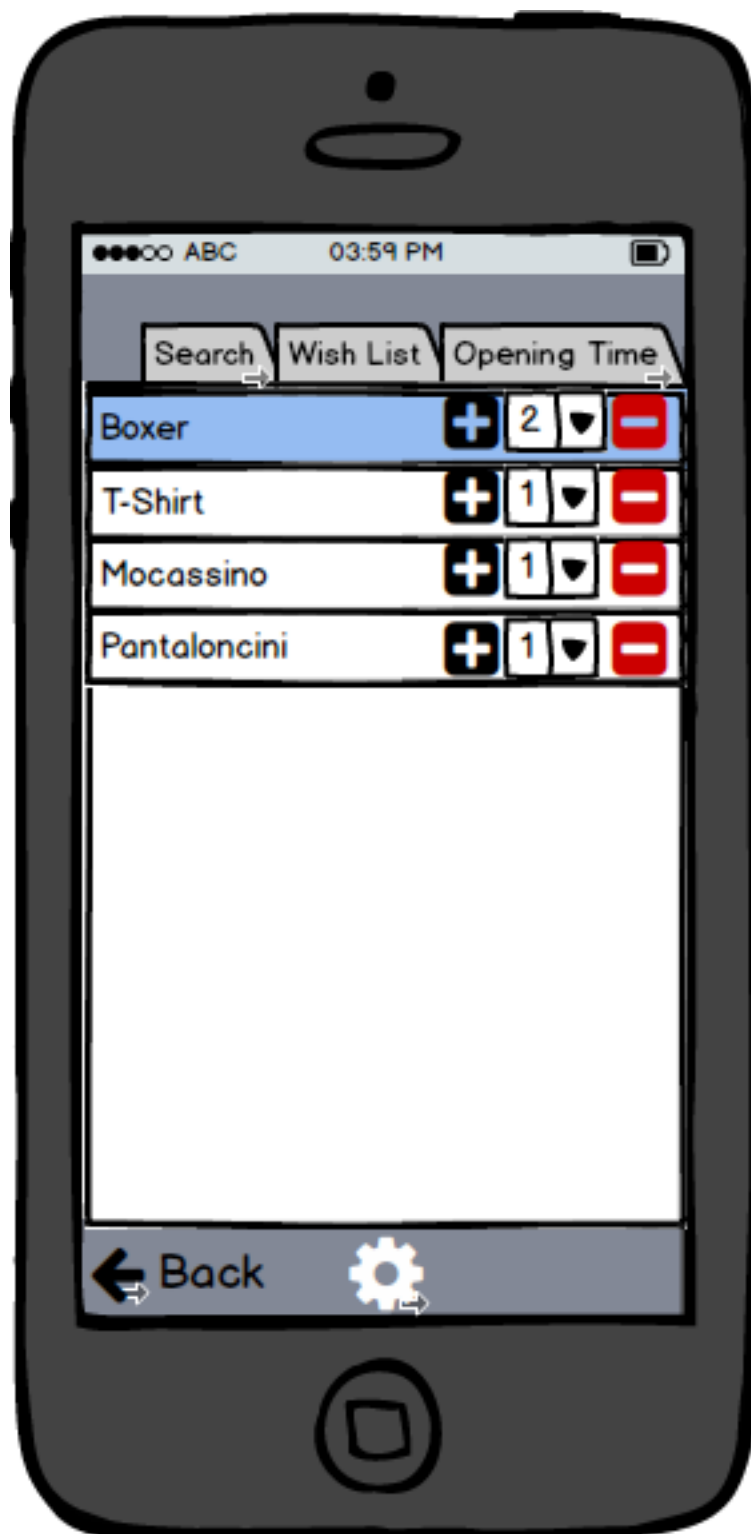 ABC 03:59 PM
Search Wish List Opening Time
Boxer 2
T-Shirt 1
Mocassino 1
Pantaloncini 1
Back